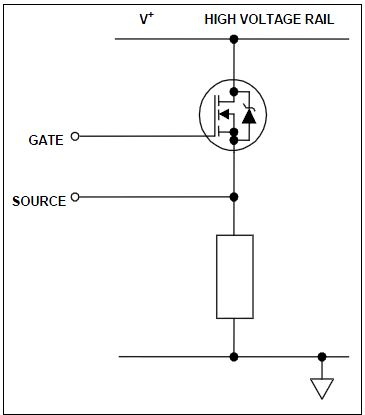 V+ HIGH VOLTAGE RAIL
GATE
SOURCE